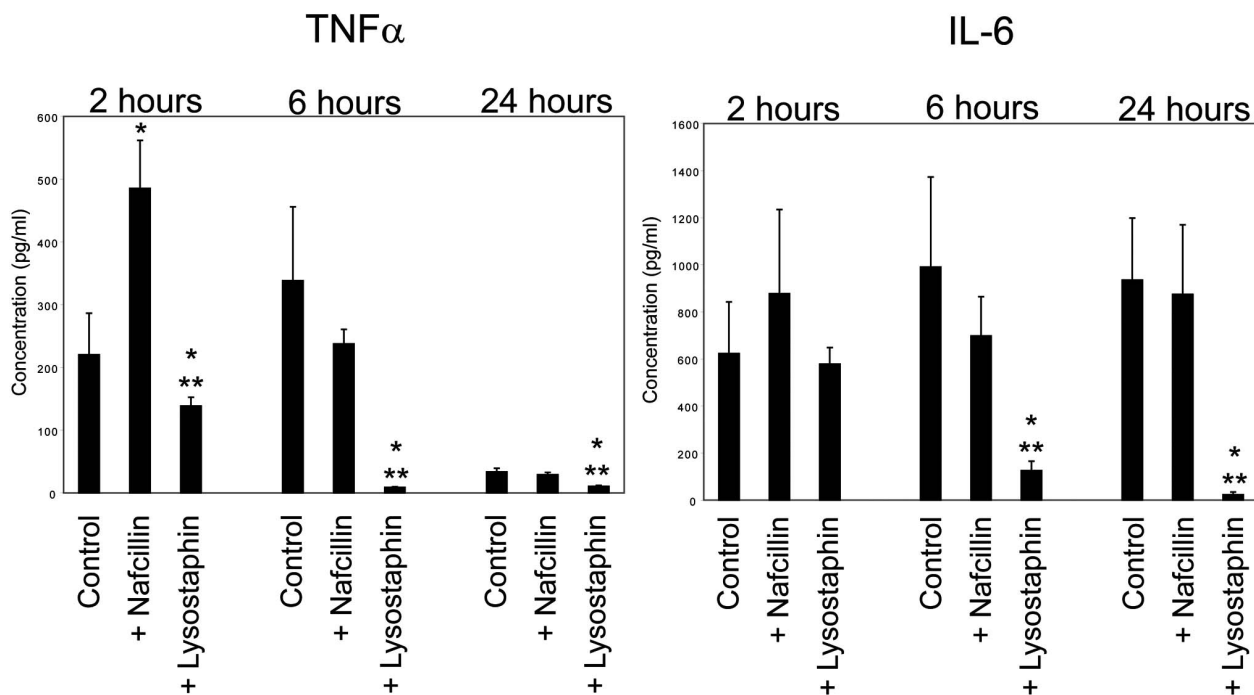 TNFα
2 hours 6 hours 24 hours
600
500
400
300
200
100
0
Concentration (pg/ml)
*
*
**
*
**
*
**
Control
+ Nafcillin
+ Lysostaphin
Control
+ Nafcillin
+ Lysostaphin
Control
+ Nafcillin
+ Lysostaphin
IL-6
2 hours 6 hours 24 hours
1600
1400
1200
1000
800
600
400
200
0
Concentration (pg/ml)
*
**
*
**
Control
+ Nafcillin
+ Lysostaphin
Control
+ Nafcillin
+ Lysostaphin
Control
+ Nafcillin
+ Lysostaphin